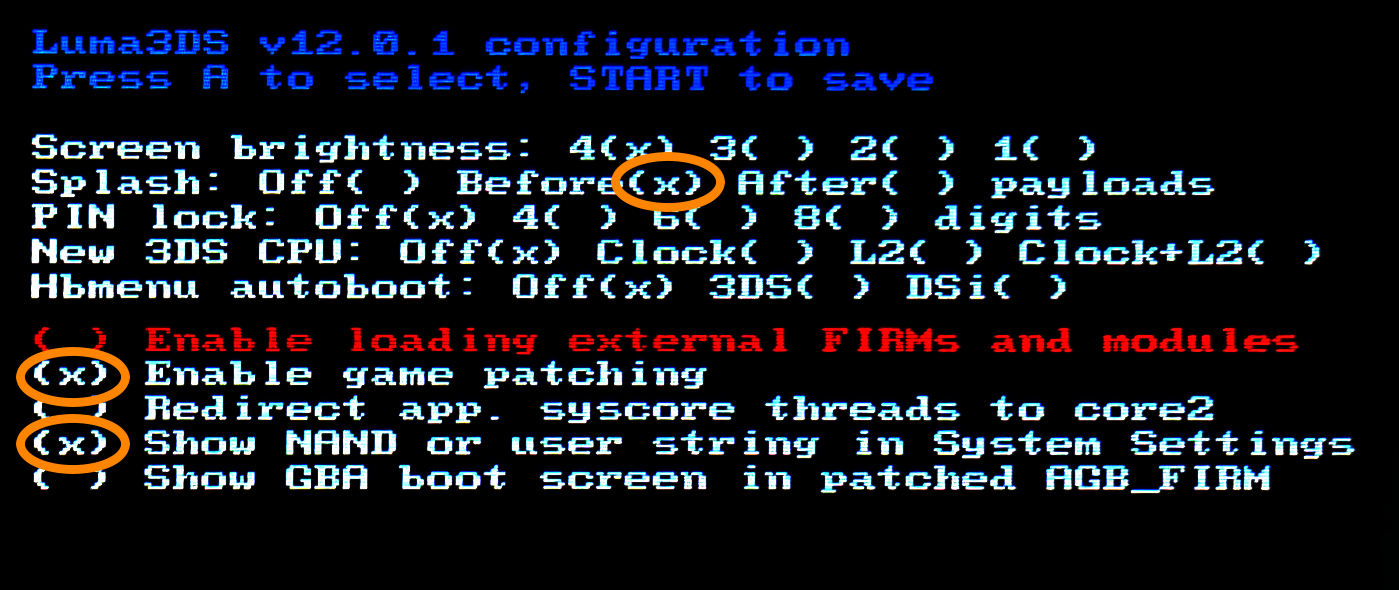 Luma3DS v12.0.1 configuration
Press A to select, START to save
Screen brightness: 4(x) 3( ) 2( ) 1( )
Splash: Off( ) Before(x) After( ) payloads
PIN lock: Off(x) 4( ) 6( ) 8( ) digits
New 3DS CPU: Off(x) Clock( ) L2( ) Clock+L2( )
Hbmenu autoboot: Off(x) 3DS( ) DSi( )
( ) Enable loading external FIRMs and modules
(x) Enable game patching
( ) Redirect app. syscore threads to core2
(x) Show NAND or user string in System Settings
( ) Show GBA boot screen in patched AGB_FIRM